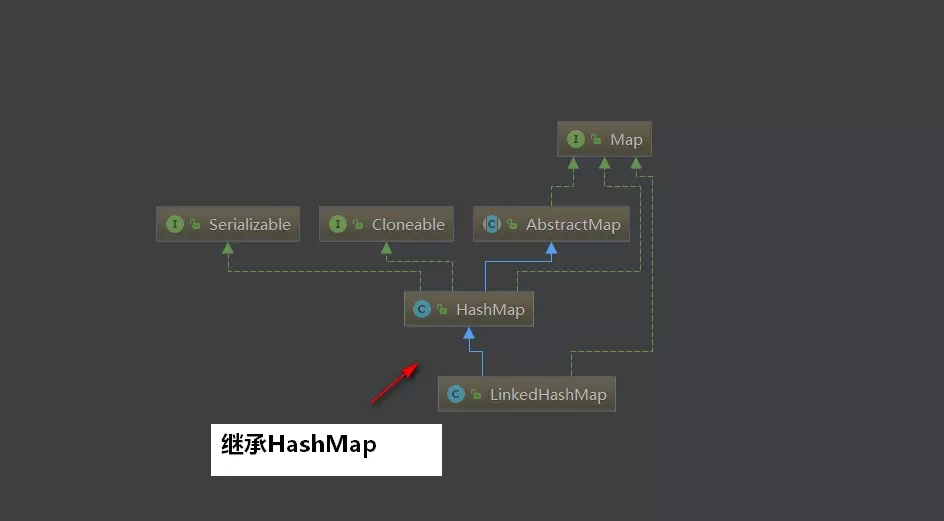 I Map
I Serializable
I Cloneable
C AbstractMap
C HashMap
C LinkedHashMap
继承HashMap